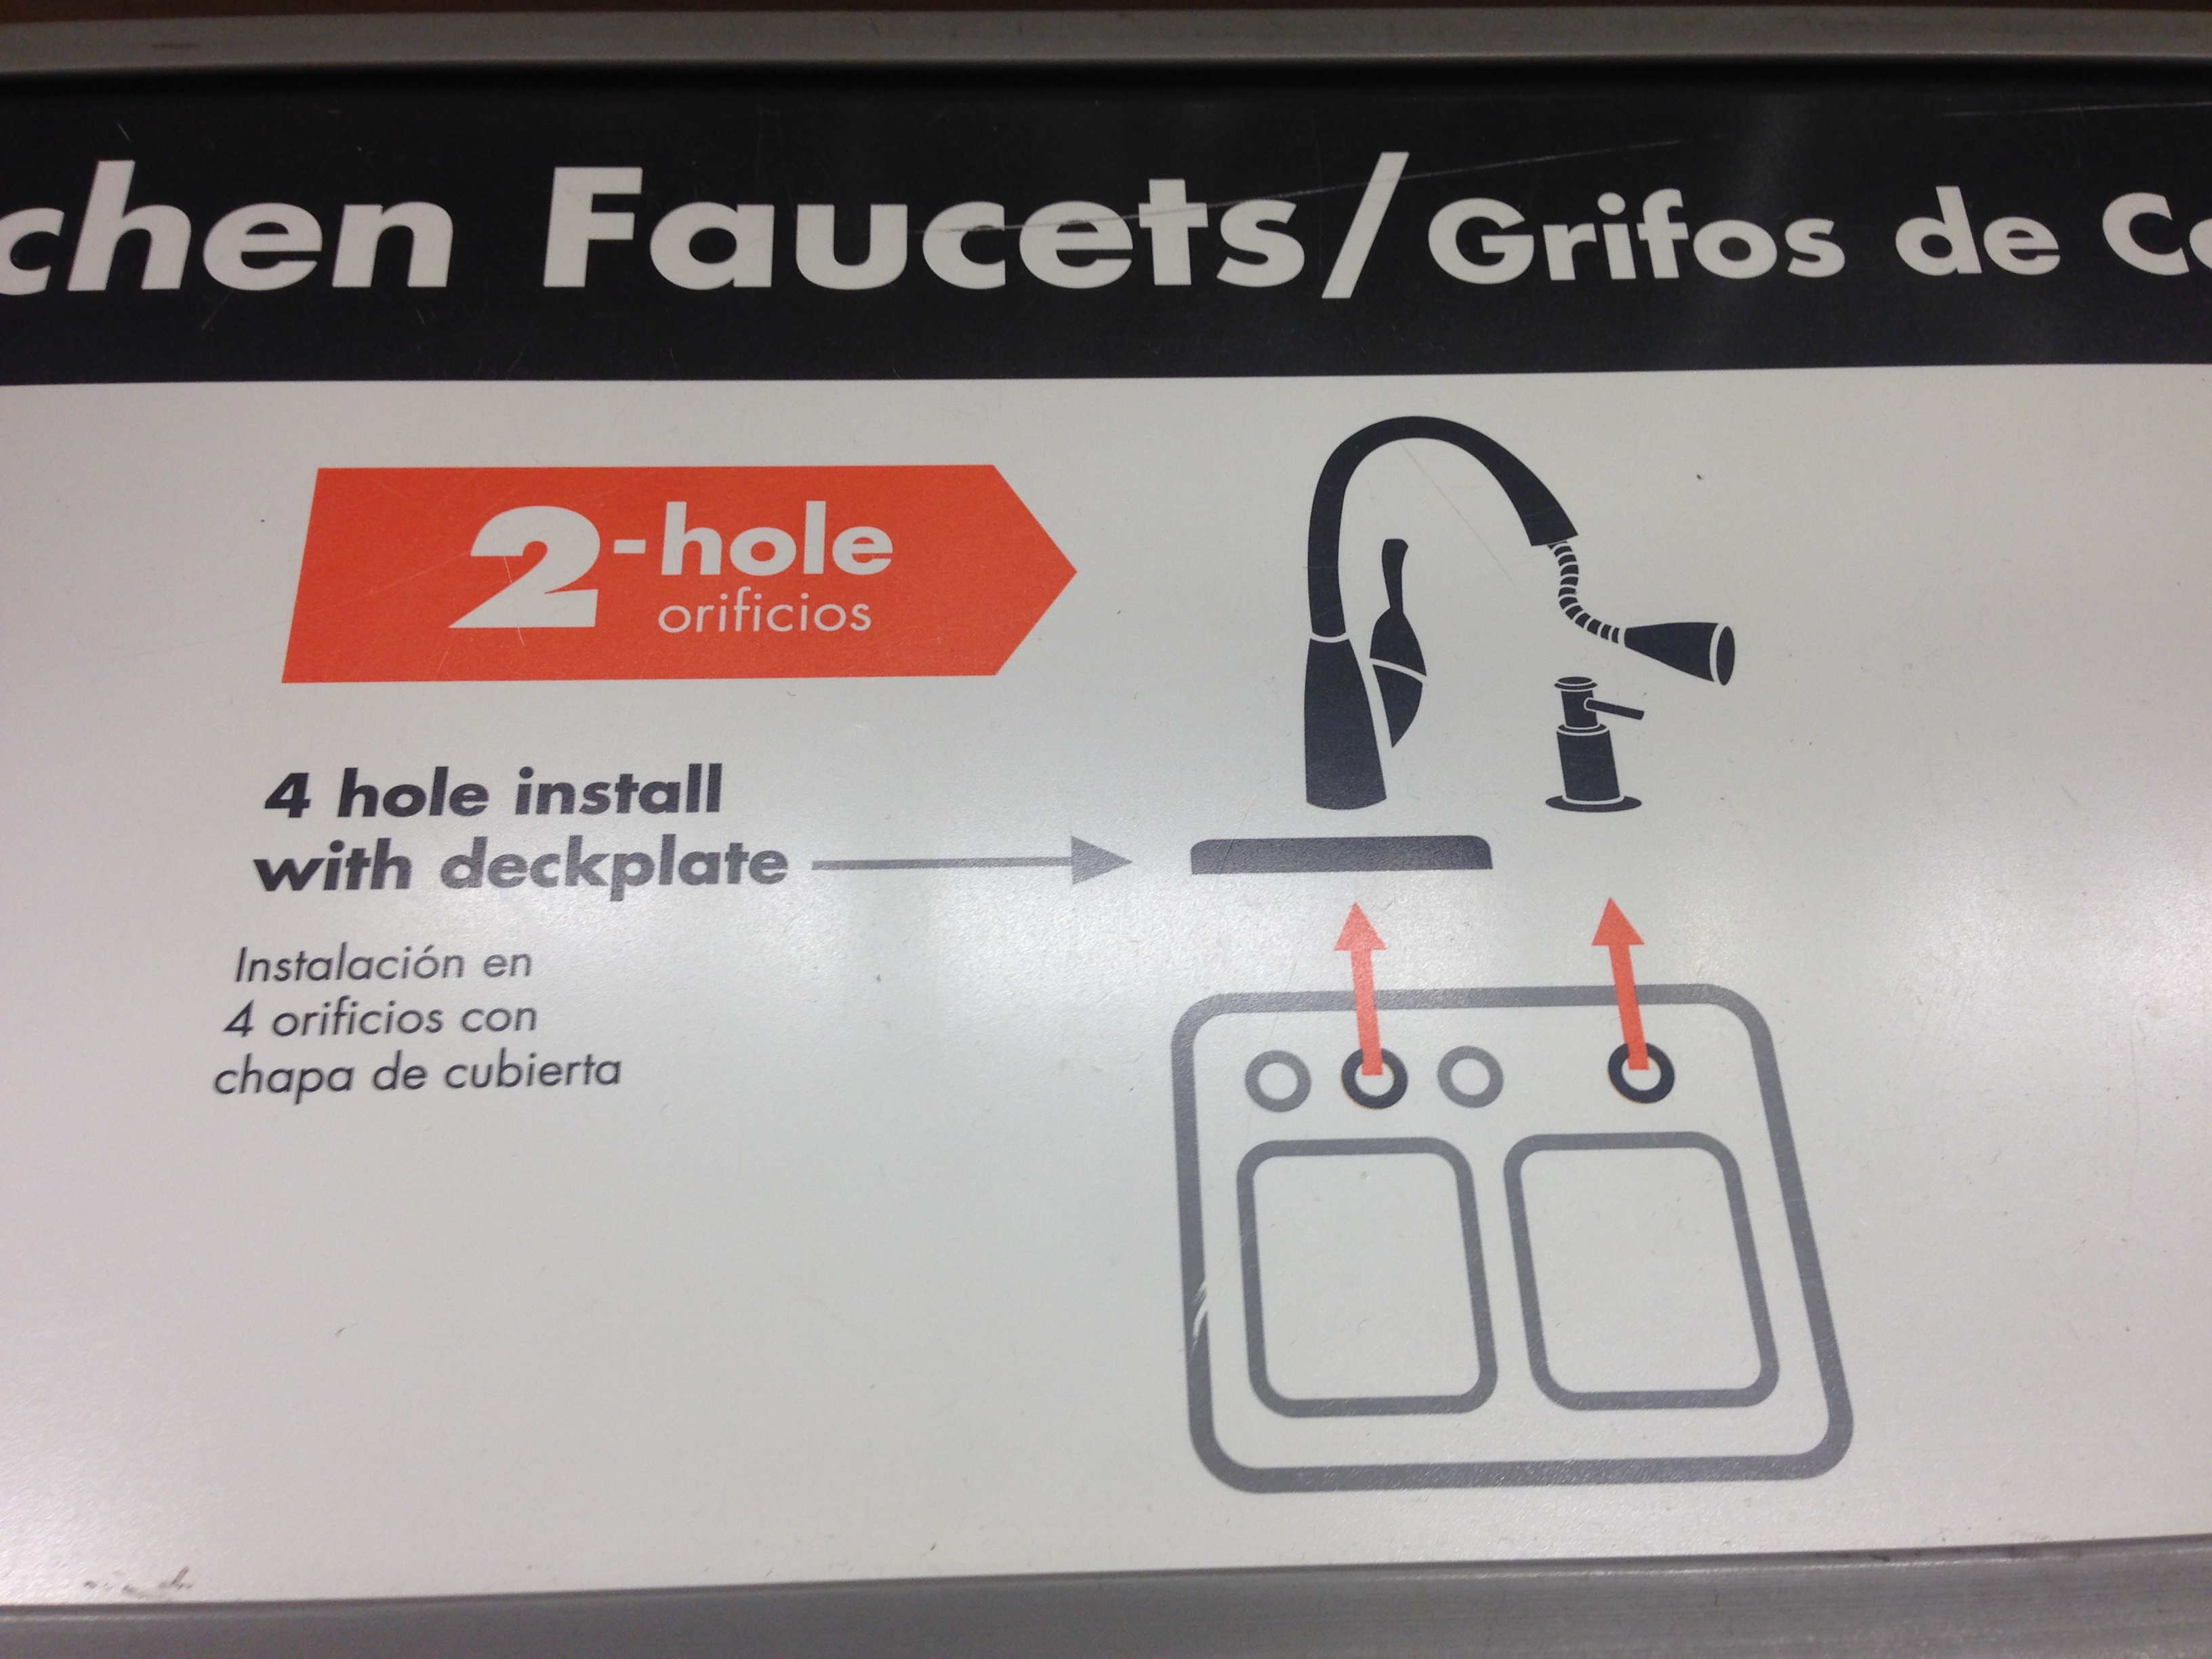 chen Faucets/Grifos de Co
2-hole
orificios
4 hole install
with deckplate
Instalación en
4 orificios con
chapa de cubierta